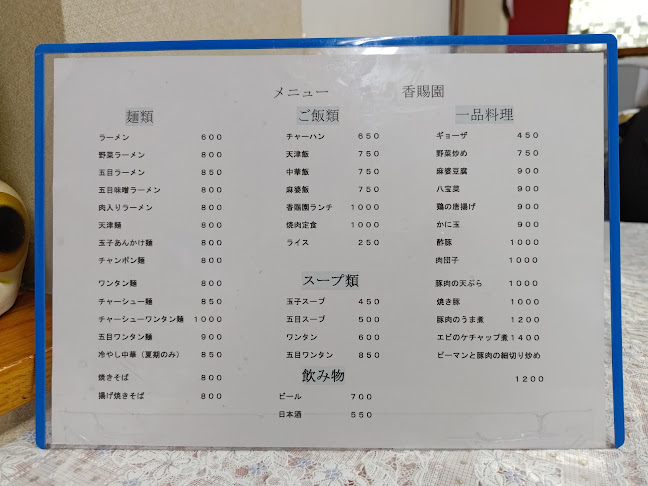 メニュー 香賜園
麺類
ラーメン 600
野菜ラーメン 800
五目ラーメン 850
五目味噌ラーメン 800
肉入りラーメン 800
天津麺 800
玉子あんかけ麺 800
チャンポン麺 800
ワンタン麺 800
チャーシュー麺 850
チャーシューワンタン麺 1000
五目ワンタン麺 900
冷やし中華(夏期のみ) 850
焼きそば 800
揚げ焼きそば 800
ご飯類
チャーハン 650
天津飯 750
中華飯 750
麻婆飯 750
香賜園ランチ 1000
焼肉定食 1000
ライス 250
スープ類
玉子スープ 450
五目スープ 500
ワンタン 600
五目ワンタン 850
飲み物
ビール 700
日本酒 550
一品料理
ギョーザ 450
野菜炒め 750
麻婆豆腐 900
八宝菜 900
鶏の唐揚げ 900
かに玉 900
酢豚 1000
肉団子 1000
豚肉の天ぷら 1000
焼き豚 1000
豚肉のうま煮 1200
エビのケチャップ煮1400
ピーマンと豚肉の細切り炒め
1200